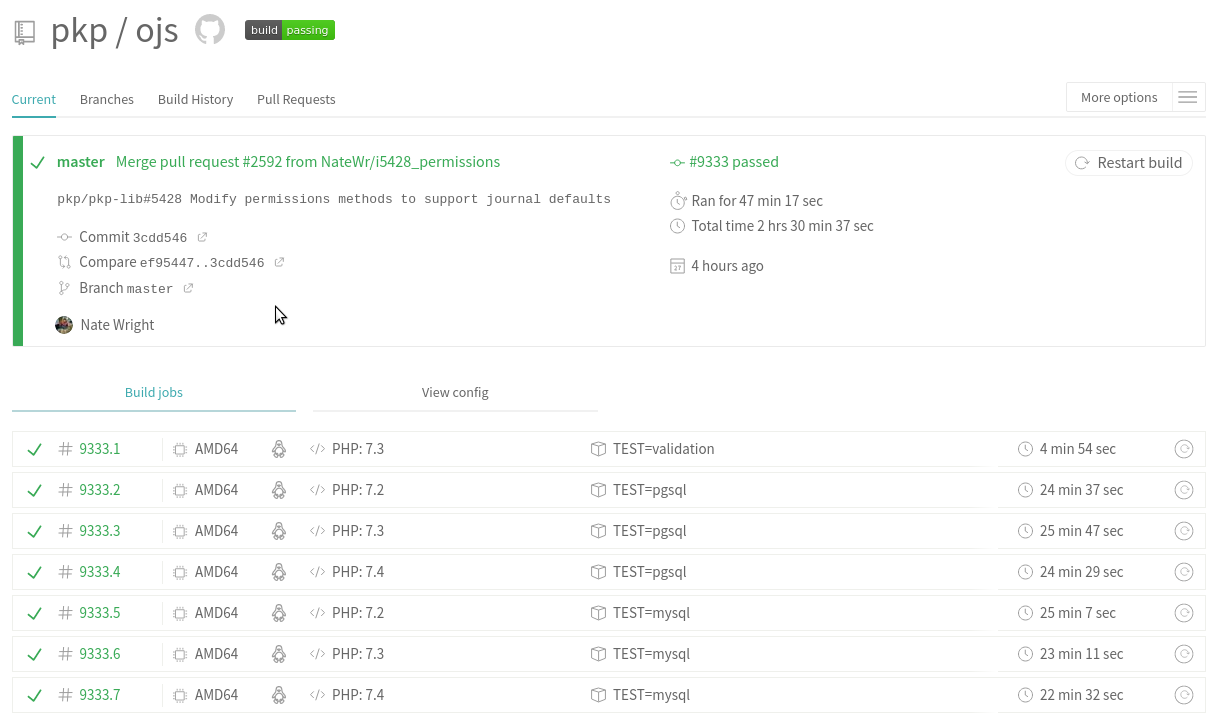 pkp / ojs build passing
Current Branches Build History Pull Requests More options
master Merge pull request #2592 from NateWr/i5428_permissions #9333 passed Restart build
pkp/pkp-lib#5428 Modify permissions methods to support journal defaults Ran for 47 min 17 sec
Total time 2 hrs 30 min 37 sec
Commit 3cdd546
Compare ef95447..3cdd546 27 4 hours ago
Branch master
Nate Wright
Build jobs View config
# 9333.1 AMD64 </> PHP: 7.3 TEST=validation 4 min 54 sec
# 9333.2 AMD64 </> PHP: 7.2 TEST=pgsql 24 min 37 sec
# 9333.3 AMD64 </> PHP: 7.3 TEST=pgsql 25 min 47 sec
# 9333.4 AMD64 </> PHP: 7.4 TEST=pgsql 24 min 29 sec
# 9333.5 AMD64 </> PHP: 7.2 TEST=mysql 25 min 7 sec
# 9333.6 AMD64 </> PHP: 7.3 TEST=mysql 23 min 11 sec
# 9333.7 AMD64 </> PHP: 7.4 TEST=mysql 22 min 32 sec